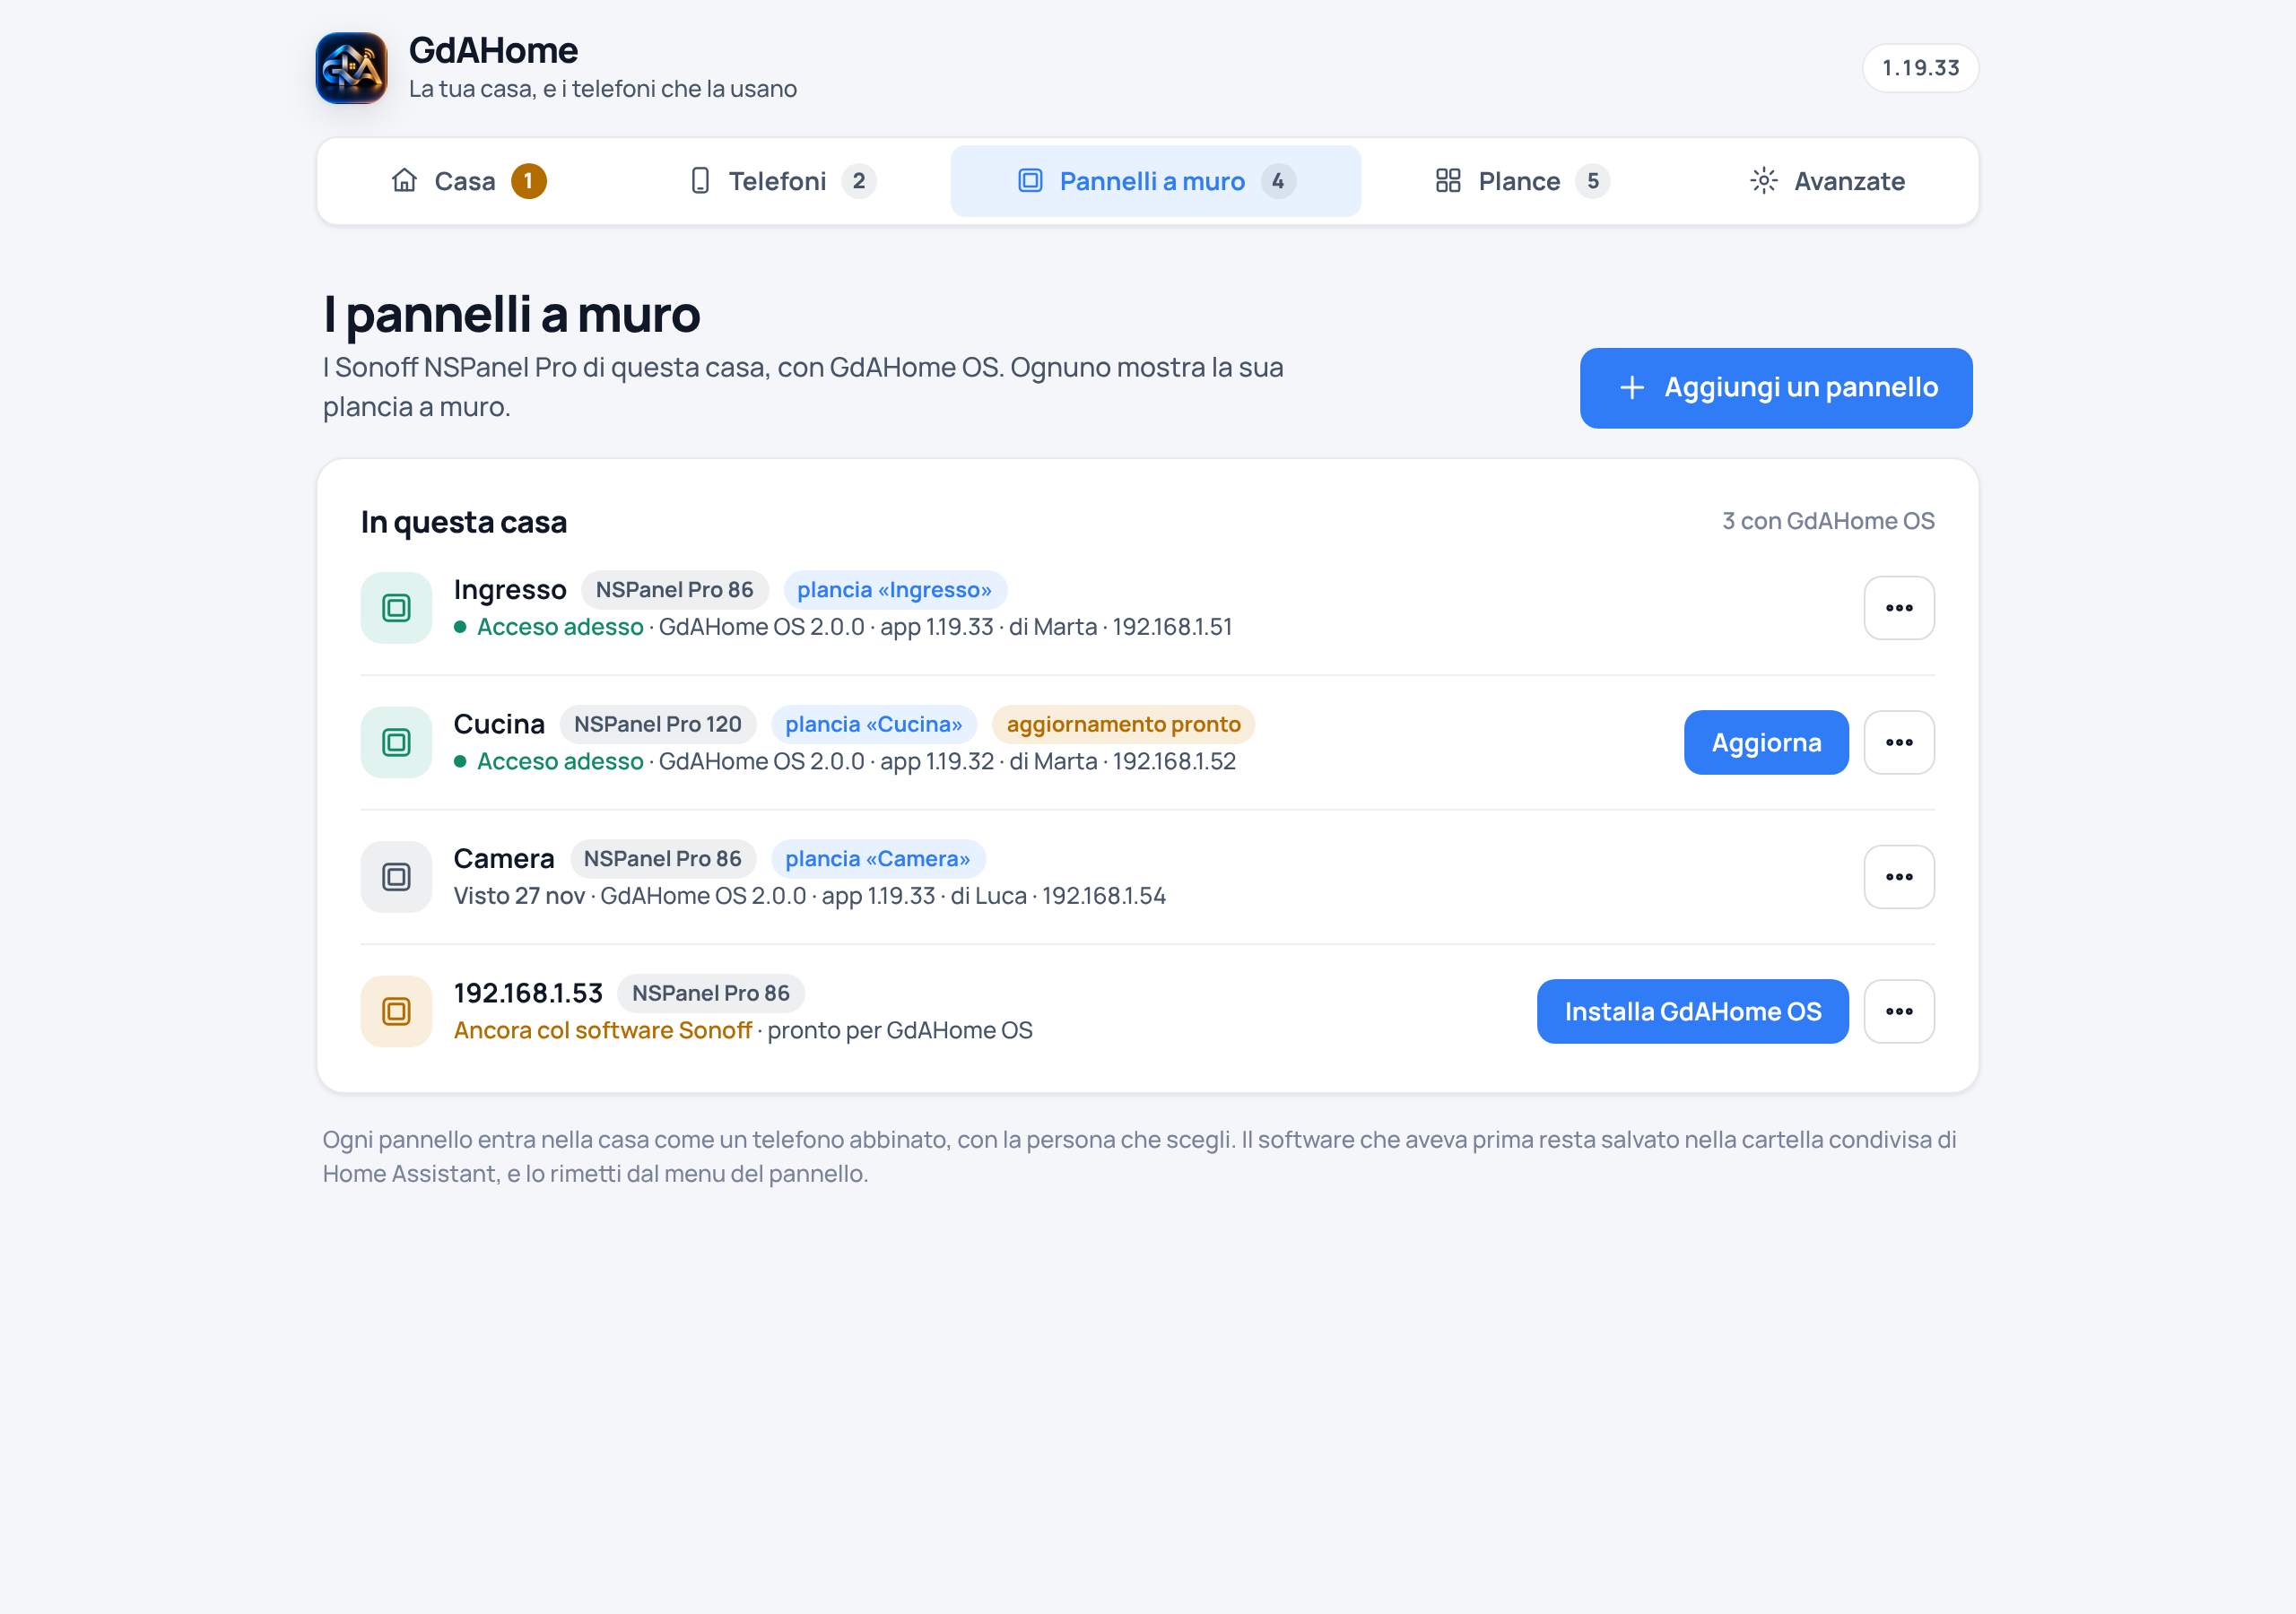 GdAHome
La tua casa, e i telefoni che la usano
1.19.33
Casa 1
Telefoni 2
Pannelli a muro 4
Plance 5
Avanzate
I pannelli a muro
I Sonoff NSPanel Pro di questa casa, con GdAHome OS. Ognuno mostra la sua
plancia a muro.
Aggiungi un pannello
In questa casa
3 con GdAHome OS
Ingresso NSPanel Pro 86 plancia «Ingresso»
Acceso adesso · GdAHome OS 2.0.0 · app 1.19.33 · di Marta · 192.168.1.51
Cucina NSPanel Pro 120 plancia «Cucina» aggiornamento pronto
Acceso adesso · GdAHome OS 2.0.0 · app 1.19.32 · di Marta · 192.168.1.52
Aggiorna
Camera NSPanel Pro 86 plancia «Camera»
Visto 27 nov · GdAHome OS 2.0.0 · app 1.19.33 · di Luca · 192.168.1.54
192.168.1.53 NSPanel Pro 86
Ancora col software Sonoff · pronto per GdAHome OS
Installa GdAHome OS
Ogni pannello entra nella casa come un telefono abbinato, con la persona che scegli. Il software che aveva prima resta salvato nella cartella condivisa di
Home Assistant, e lo rimetti dal menu del pannello.